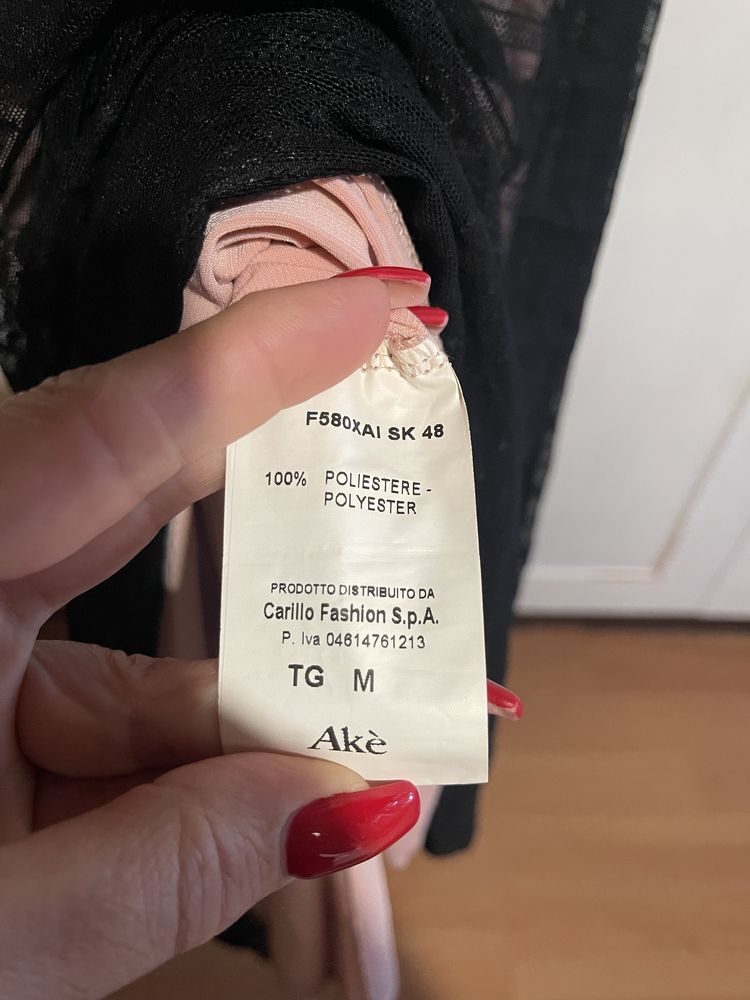 F580XAI SK 48
100% POLIESTERE -
POLYESTER
PRODOTTO DISTRIBUITO DA
Carillo Fashion S.p.A.
P. Iva 04614761213
TG M
Akè